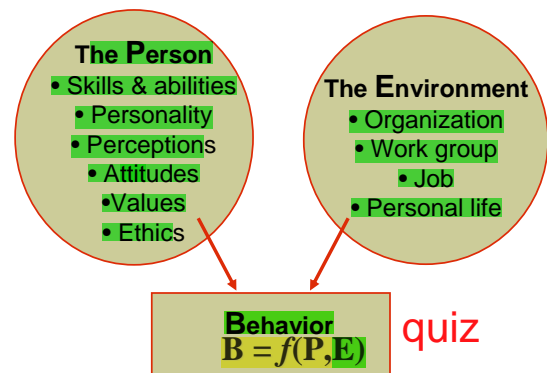 The Person
• Skills & abilities
• Personality
• Perceptions
• Attitudes
•Values
• Ethics
The Environment
• Organization
• Work group
• Job
• Personal life
Behavior
B = f(P,E)
quiz